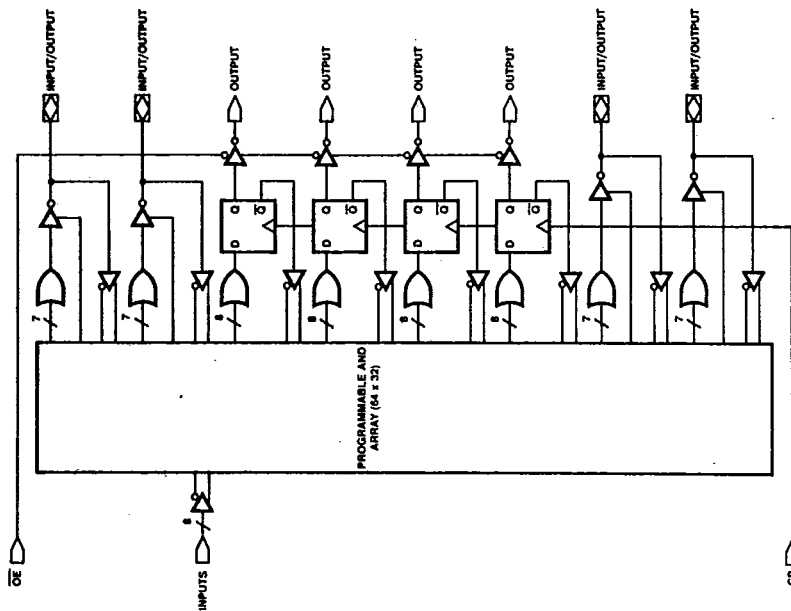 INPUT/OUTPUT
INPUT/OUTPUT
OUTPUT
OUTPUT
OUTPUT
OUTPUT
INPUT/OUTPUT
INPUT/OUTPUT
Q
Q̅
D
Q
Q̅
D
Q
Q̅
D
Q
Q̅
D
7
7
8
8
8
8
7
7
PROGRAMMABLE AND
ARRAY (64 x 32)
8
O̅E̅
INPUTS